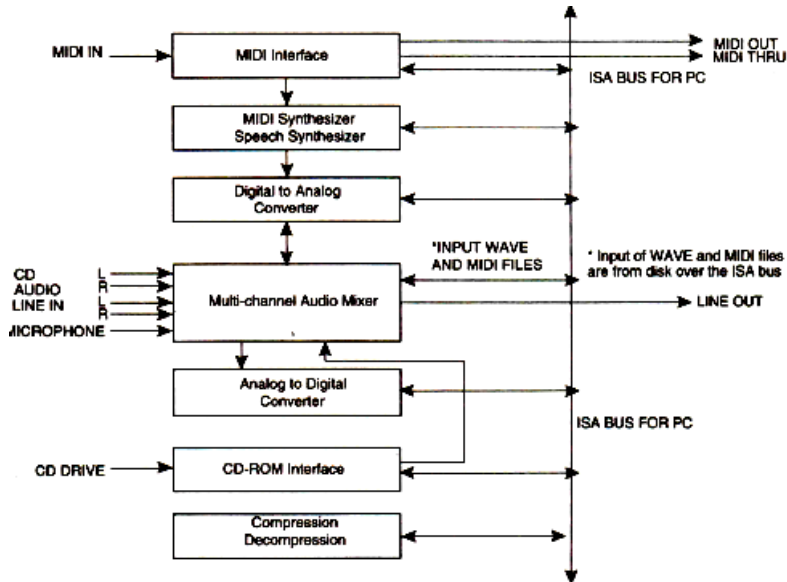 MIDI IN
MIDI Interface
MIDI OUT
MIDI THRU
ISA BUS FOR PC
MIDI Synthesizer
Speech Synthesizer
Digital to Analog
Converter
*INPUT WAVE
AND MIDI FILES
* Input of WAVE and MIDI files
are from disk over the ISA bus
CD
AUDIO
LINE IN
L
R
L
R
MICROPHONE
Multi-channel Audio Mixer
LINE OUT
Analog to Digital
Converter
ISA BUS FOR PC
CD DRIVE
CD-ROM Interface
Compression
Decompression